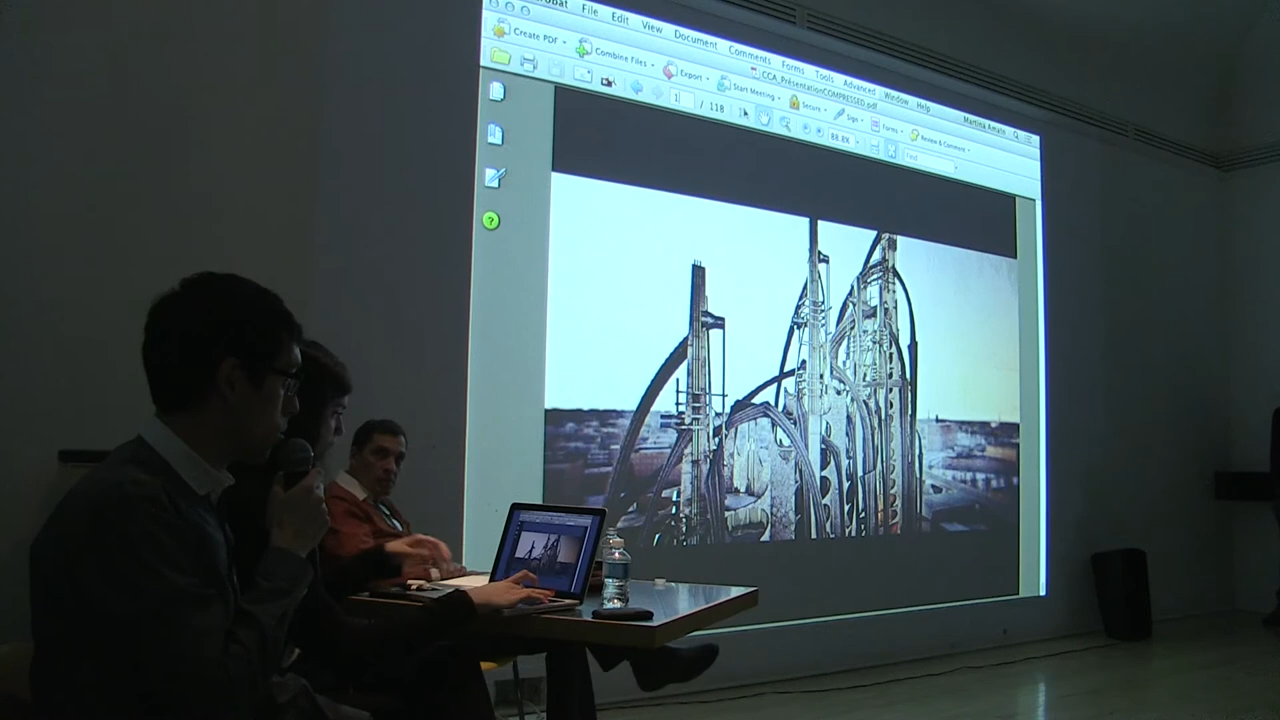 Acrobat File Edit View Document Comments Forms Tools Advanced Window Help
Martina Amato
CCA_PrésentationCOMPRESSED.pdf
Create PDF Combine Files Export Start Meeting Secure Sign Forms Review & Comment
1 / 118 88.8% Find